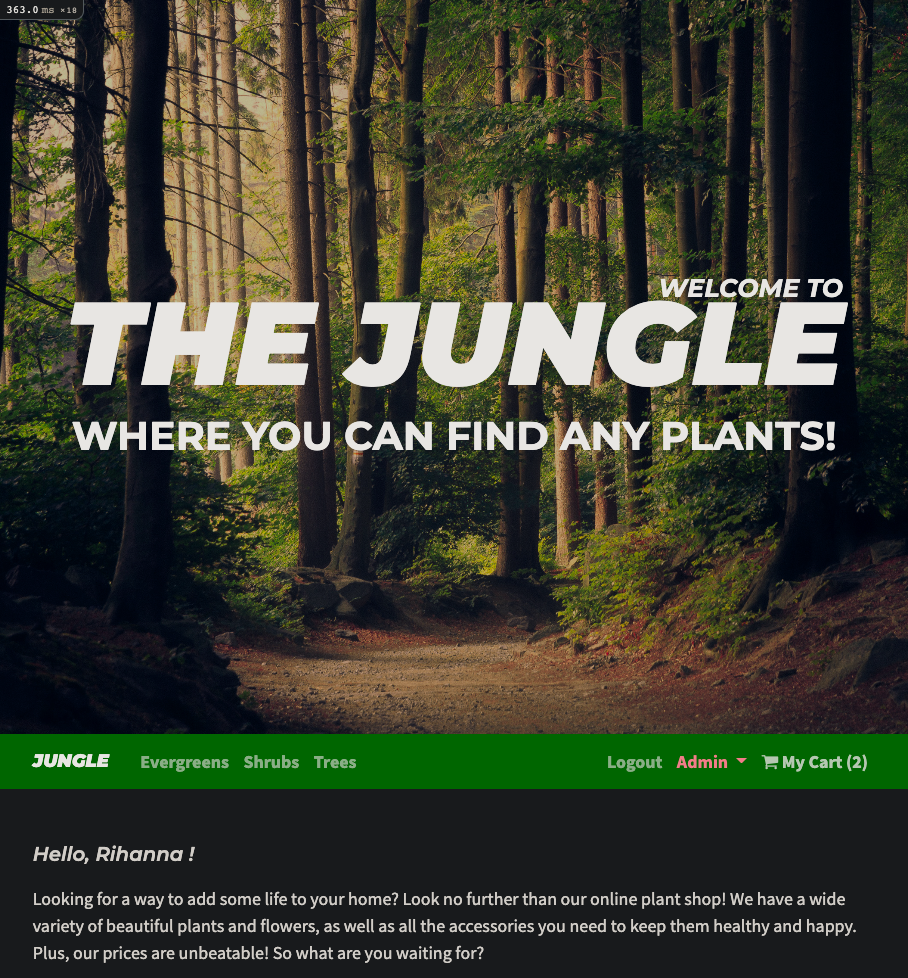 363.0 ms ×18
WELCOME TO
THE JUNGLE
WHERE YOU CAN FIND ANY PLANTS!
JUNGLE Evergreens Shrubs Trees Logout Admin My Cart (2)
Hello, Rihanna !
Looking for a way to add some life to your home? Look no further than our online plant shop! We have a wide
variety of beautiful plants and flowers, as well as all the accessories you need to keep them healthy and happy.
Plus, our prices are unbeatable! So what are you waiting for?